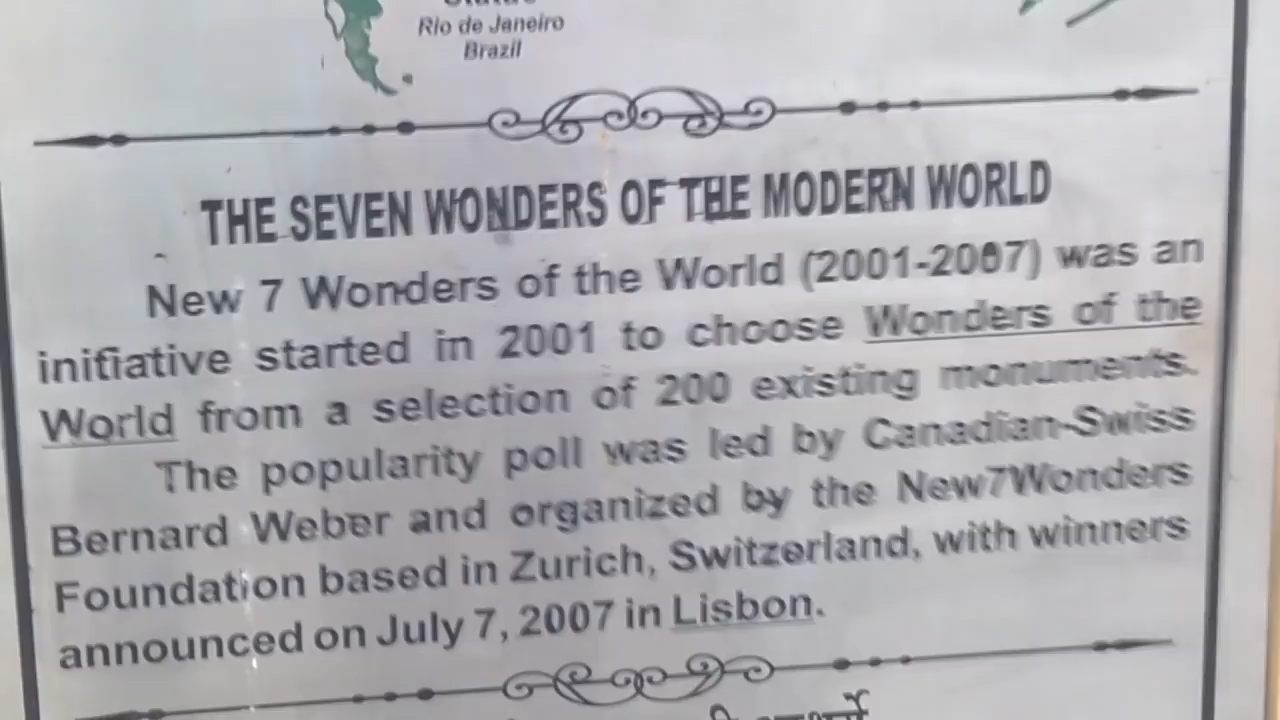 Rio de Janeiro
Brazil
THE SEVEN WONDERS OF THE MODERN WORLD
New 7 Wonders of the World (2001-2007) was an
initiative started in 2001 to choose Wonders of the
World from a selection of 200 existing monuments.
The popularity poll was led by Canadian-Swiss
Bernard Weber and organized by the New7Wonders
Foundation based in Zurich, Switzerland, with winners
announced on July 7, 2007 in Lisbon.